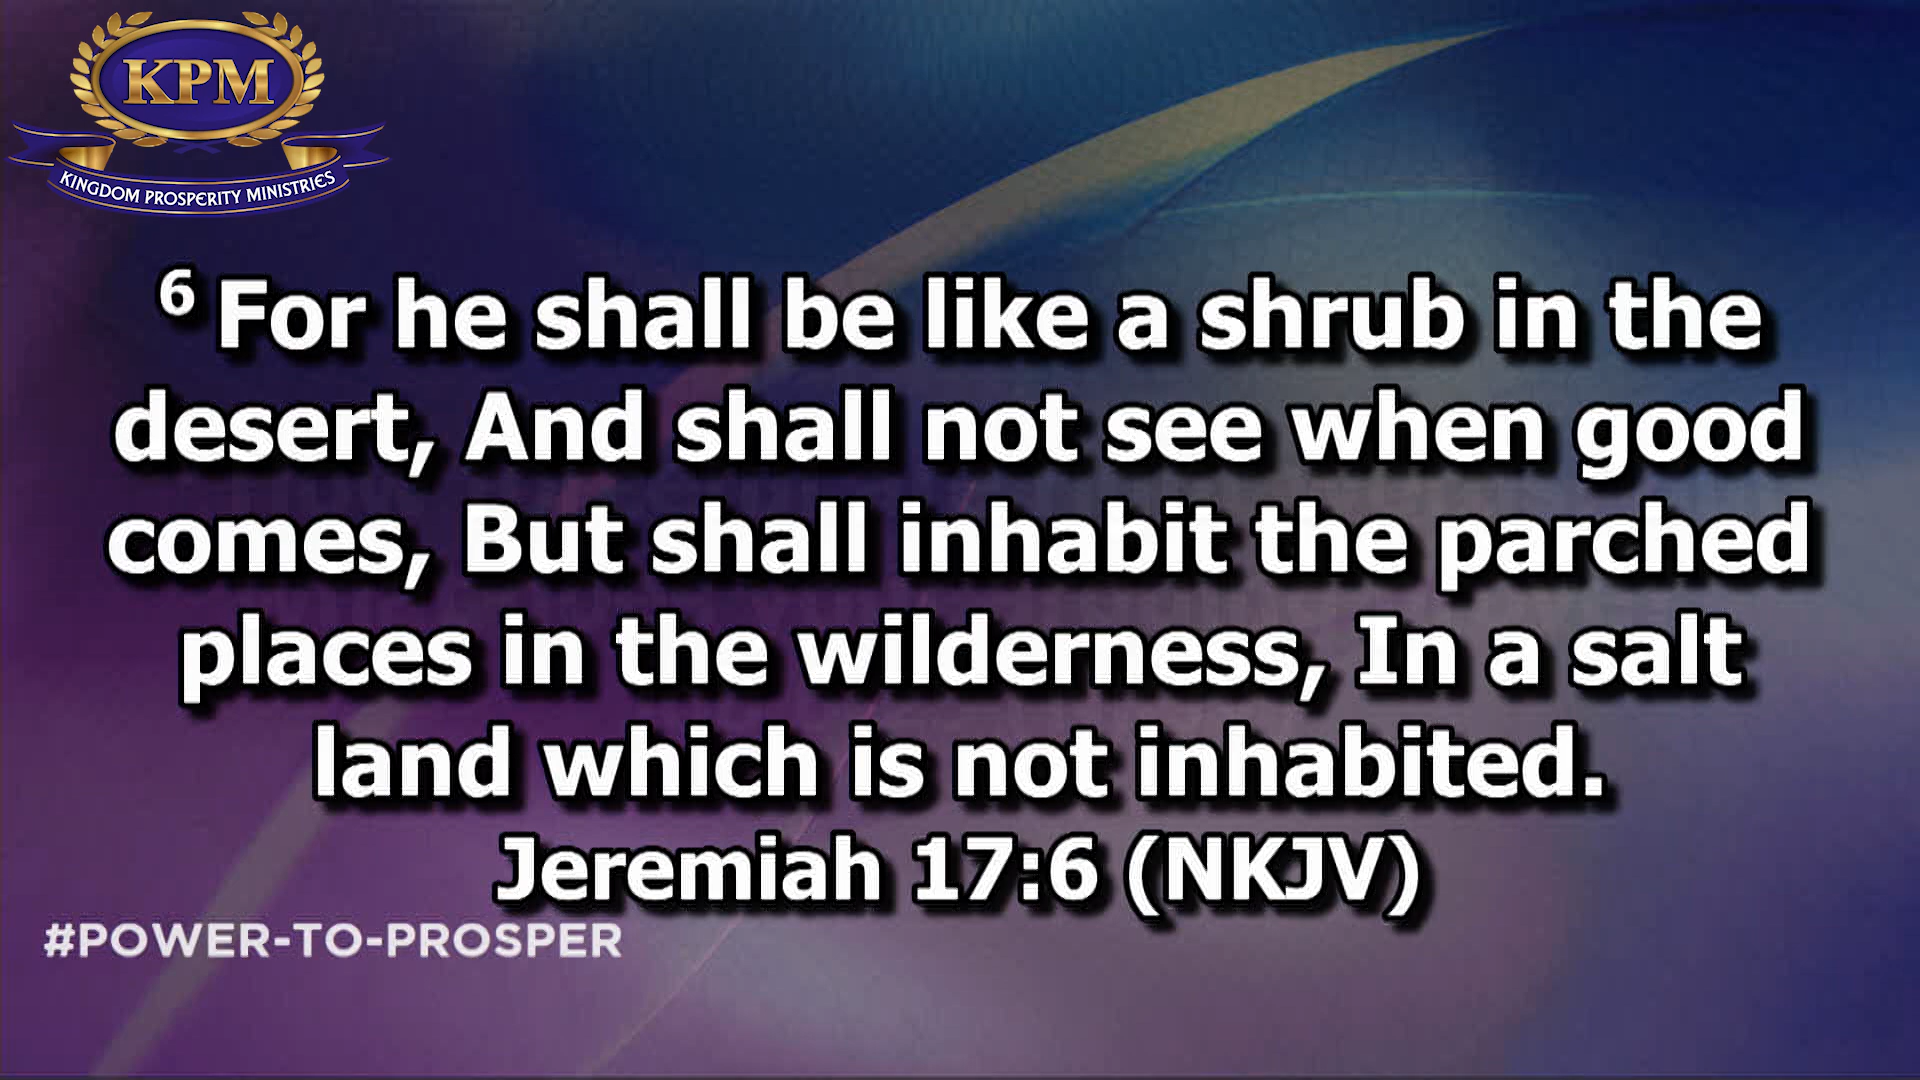 KPM
KINGDOM PROSPERITY MINISTRIES
6 For he shall be like a shrub in the
desert, And shall not see when good
comes, But shall inhabit the parched
places in the wilderness, In a salt
land which is not inhabited.
Jeremiah 17:6 (NKJV)
#POWER-TO-PROSPER